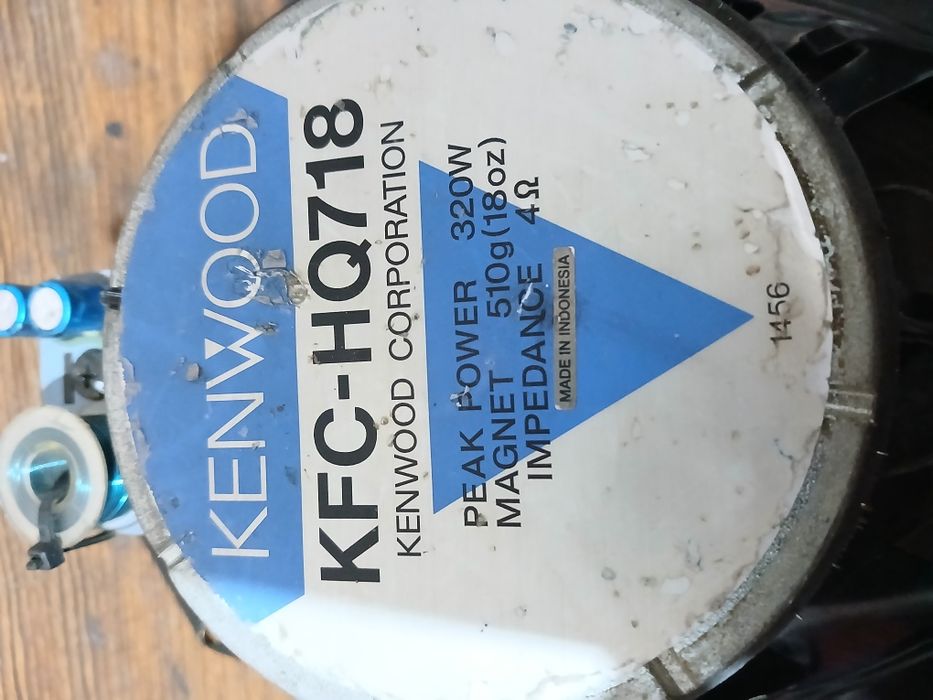 KENWOOD
KFC-HQ718
KENWOOD CORPORATION
PEAK POWER 320W
MAGNET 510g(18oz)
IMPEDANCE 4Ω
MADE IN INDONESIA
1456